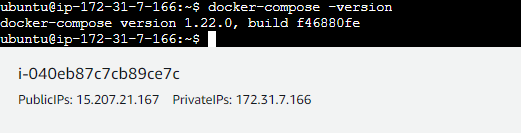 ubuntu@ip-172-31-7-166:~$ docker-compose -version
docker-compose version 1.22.0, build f46880fe
ubuntu@ip-172-31-7-166:~$
i-040eb87c7cb89ce7c
PublicIPs: 15.207.21.167 PrivateIPs: 172.31.7.166